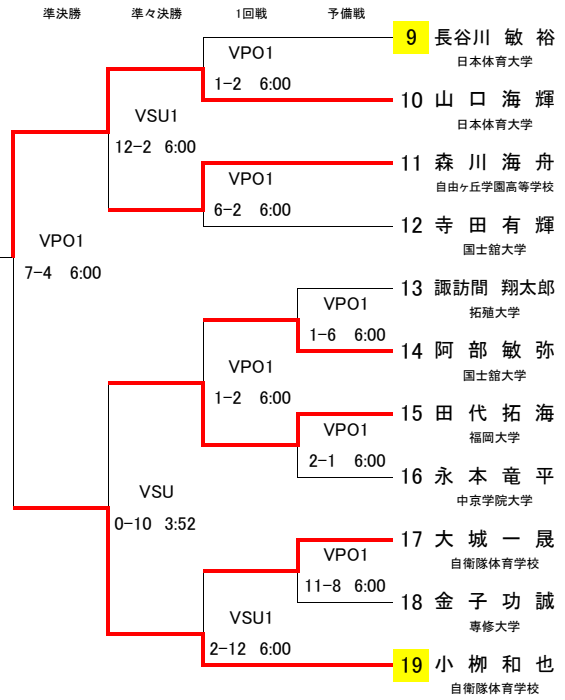 準決勝 準々決勝 1回戦 予備戦
9 長谷川 敏 裕
日本体育大学
VPO1
1-2 6:00
10 山 口 海 輝
日本体育大学
VSU1
12-2 6:00
11 森 川 海 舟
自由ヶ丘学園高等学校
VPO1
6-2 6:00
12 寺 田 有 輝
国士舘大学
VPO1
7-4 6:00
13 諏訪間 翔太郎
拓殖大学
VPO1
1-6 6:00
14 阿 部 敏 弥
国士舘大学
VPO1
1-2 6:00
15 田 代 拓 海
福岡大学
VPO1
2-1 6:00
16 永 本 竜 平
中京学院大学
VSU
0-10 3:52
17 大 城 一 晟
自衛隊体育学校
VPO1
11-8 6:00
18 金 子 功 誠
専修大学
VSU1
2-12 6:00
19 小 栁 和 也
自衛隊体育学校